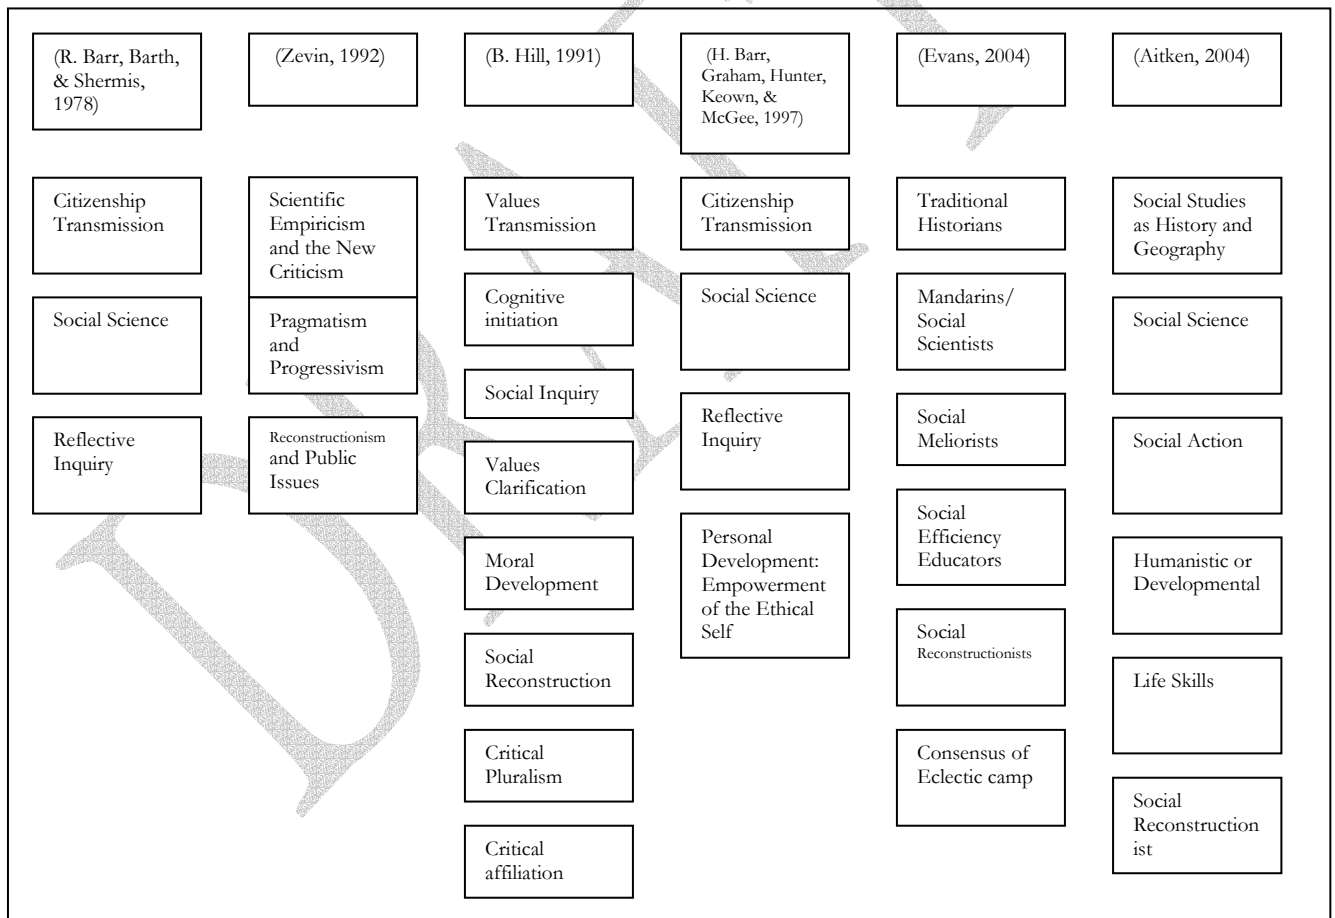 (R. Barr, Barth,
& Shermis,
1978)
Citizenship
Transmission
Social Science
Reflective
Inquiry
(Zevin, 1992)
Scientific
Empiricism
and the New
Criticism
Pragmatism
and
Progressivism
Reconstructionism
and Public
Issues
(B. Hill, 1991)
Values
Transmission
Cognitive
initiation
Social Inquiry
Values
Clarification
Moral
Development
Social
Reconstruction
Critical
Pluralism
Critical
affiliation
(H. Barr,
Graham, Hunter,
Keown, &
McGee, 1997)
Citizenship
Transmission
Social Science
Reflective
Inquiry
Personal
Development:
Empowerment
of the Ethical
Self
(Evans, 2004)
Traditional
Historians
Mandarins/
Social
Scientists
Social
Meliorists
Social
Efficiency
Educators
Social
Reconstructionists
Consensus of
Eclectic camp
(Aitken, 2004)
Social Studies
as History and
Geography
Social Science
Social Action
Humanistic or
Developmental
Life Skills
Social
Reconstruction
ist